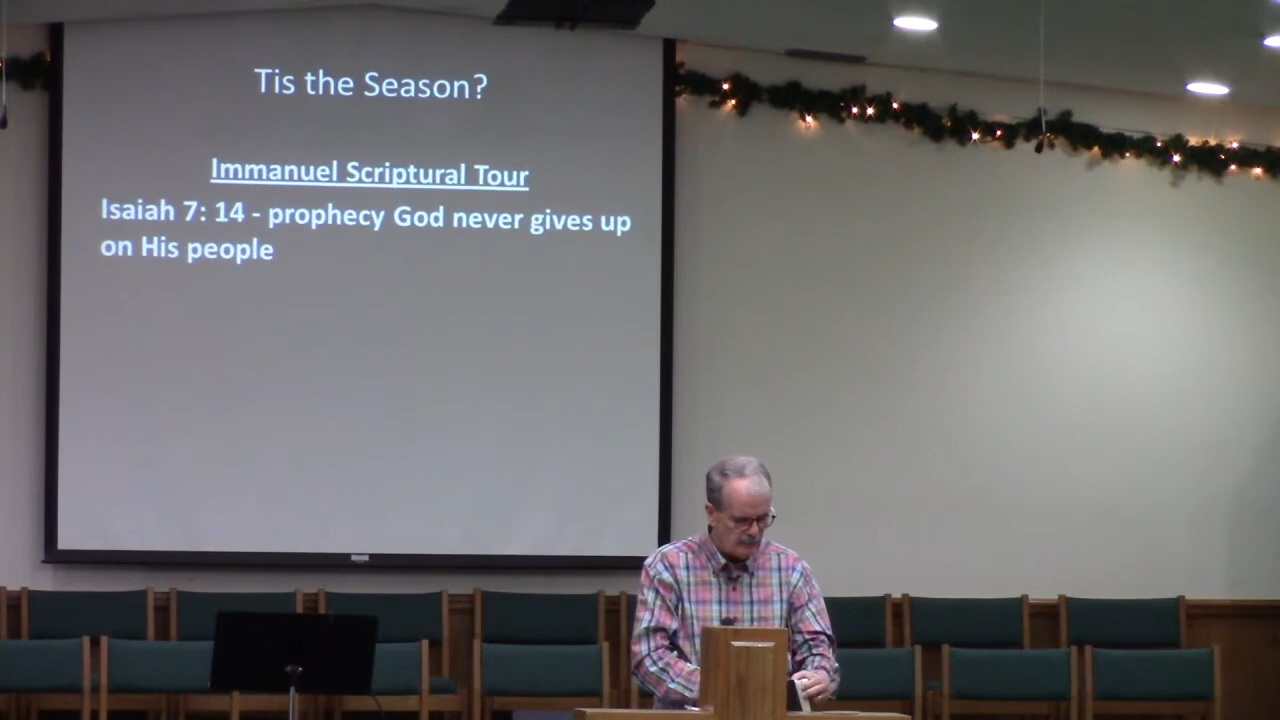 Tis the Season?
Immanuel Scriptural Tour
Isaiah 7: 14 - prophecy God never gives up
on His people